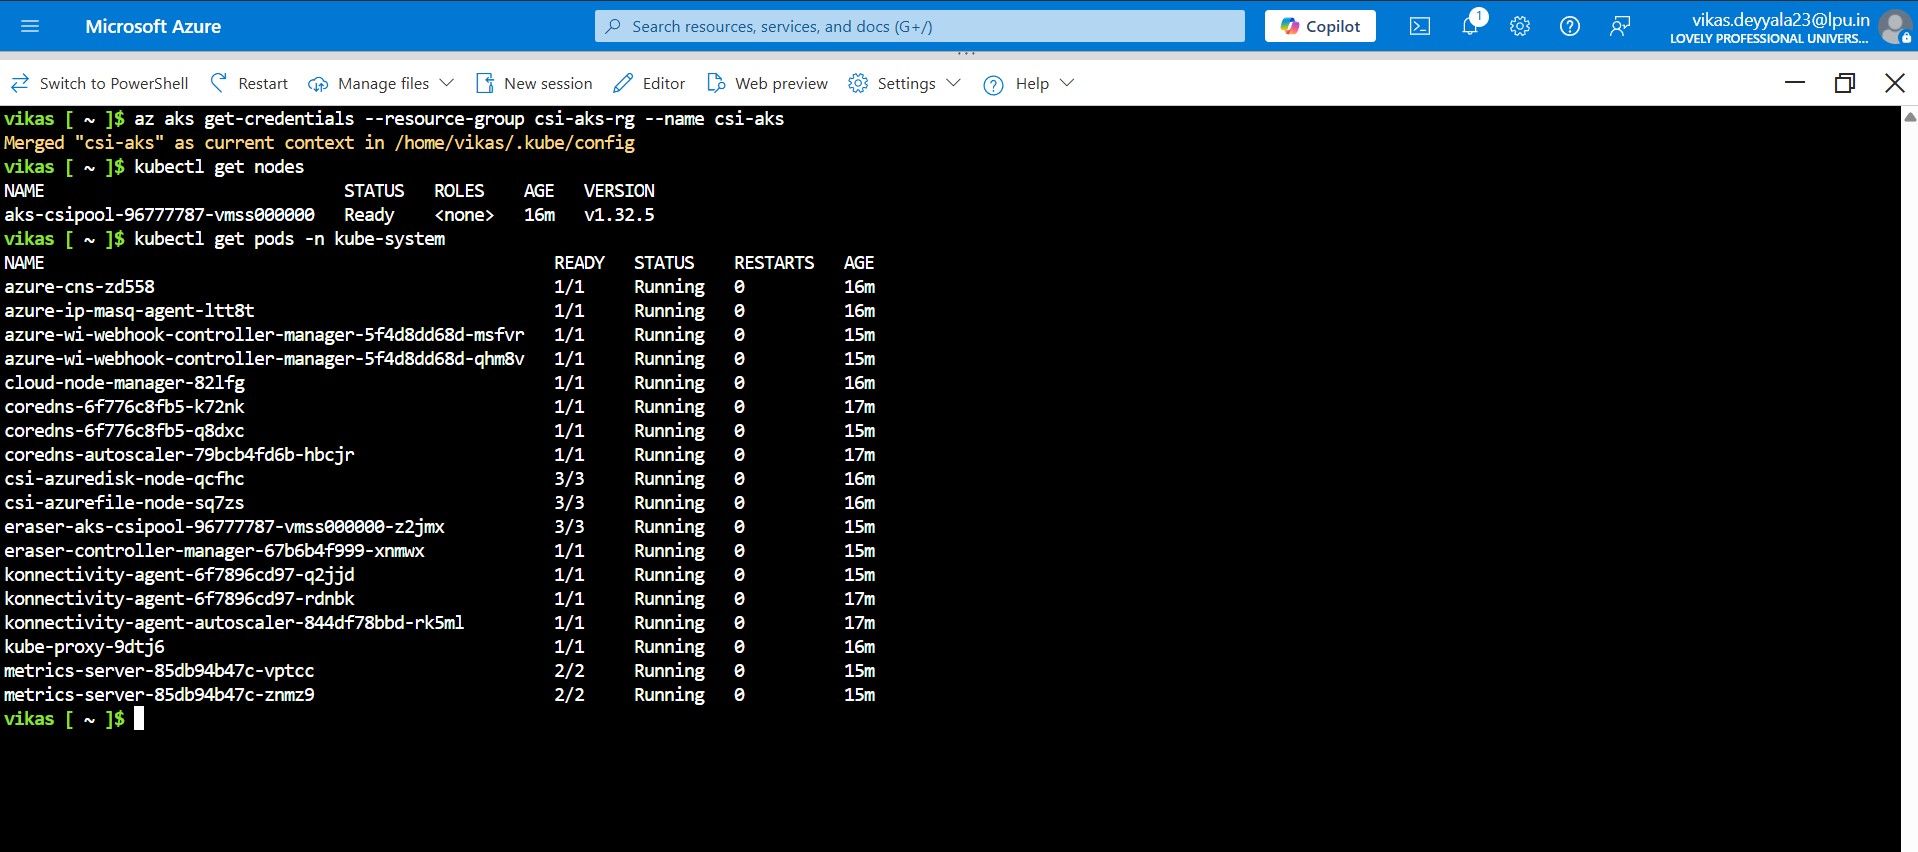 Microsoft Azure
Search resources, services, and docs (G+/)
Copilot
1
vikas.deyyala23@lpu.in
LOVELY PROFESSIONAL UNIVERS...
Switch to PowerShell Restart Manage files New session Editor Web preview Settings Help
vikas [ ~ ]$ az aks get-credentials --resource-group csi-aks-rg --name csi-aks
Merged "csi-aks" as current context in /home/vikas/.kube/config
vikas [ ~ ]$ kubectl get nodes
NAME STATUS ROLES AGE VERSION
aks-csipool-96777787-vmss000000 Ready <none> 16m v1.32.5
vikas [ ~ ]$ kubectl get pods -n kube-system
NAME READY STATUS RESTARTS AGE
azure-cns-zd558 1/1 Running 0 16m
azure-ip-masq-agent-ltt8t 1/1 Running 0 16m
azure-wi-webhook-controller-manager-5f4d8dd68d-msfvr 1/1 Running 0 15m
azure-wi-webhook-controller-manager-5f4d8dd68d-qhm8v 1/1 Running 0 15m
cloud-node-manager-82lfg 1/1 Running 0 16m
coredns-6f776c8fb5-k72nk 1/1 Running 0 17m
coredns-6f776c8fb5-q8dxc 1/1 Running 0 15m
coredns-autoscaler-79bcb4fd6b-hbcjr 1/1 Running 0 17m
csi-azuredisk-node-qcfhc 3/3 Running 0 16m
csi-azurefile-node-sq7zs 3/3 Running 0 16m
eraser-aks-csipool-96777787-vmss000000-z2jmx 3/3 Running 0 15m
eraser-controller-manager-67b6b4f999-xnmwx 1/1 Running 0 15m
konnectivity-agent-6f7896cd97-q2jjd 1/1 Running 0 15m
konnectivity-agent-6f7896cd97-rdnbk 1/1 Running 0 17m
konnectivity-agent-autoscaler-844df78bbd-rk5ml 1/1 Running 0 17m
kube-proxy-9dtj6 1/1 Running 0 16m
metrics-server-85db94b47c-vptcc 2/2 Running 0 15m
metrics-server-85db94b47c-znmz9 2/2 Running 0 15m
vikas [ ~ ]$